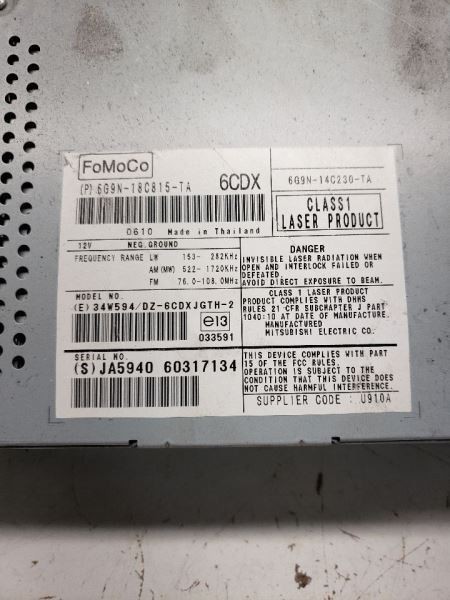 FoMoCo
(P) 6G9N-18C815-TA 6CDX
0610 Made in Thailand
12V NEG.GROUND
FREQUENCY RANGE LW 153- 282KHz
AM (MW) 522- 1720KHz
FM 76.0-108.0MHz
MODEL NO.
(E) 34W594/DZ-6CDXJGTH-2
e13
033591
SERIAL NO.
(S) JA5940 60317134
6G9N-14C230-TA
CLASS1
LASER PRODUCT
DANGER
INVISIBLE LASER RADIATION WHEN
OPEN AND INTERLOCK FAILED OR
DEFEATED.
AVOID DIRECT EXPOSURE TO BEAM.
CLASS 1 LASER PRODUCT
PRODUCT COMPLIES WITH DHHS
RULES 21 CFR SUBCHAPTER J PART
1040:10 AT DATE OF MANUFACTURE.
MANUFACTURED
MITSUBISHI ELECTRIC CO.
THIS DEVICE COMPLIES WITH PART
15 OF THE FCC RULES.
OPERATION IS SUBJECT TO THE
CONDITION THAT THIS DEVICE DOES
NOT CAUSE HARMFUL INTERFERENCE.
SUPPLIER CODE : U910A